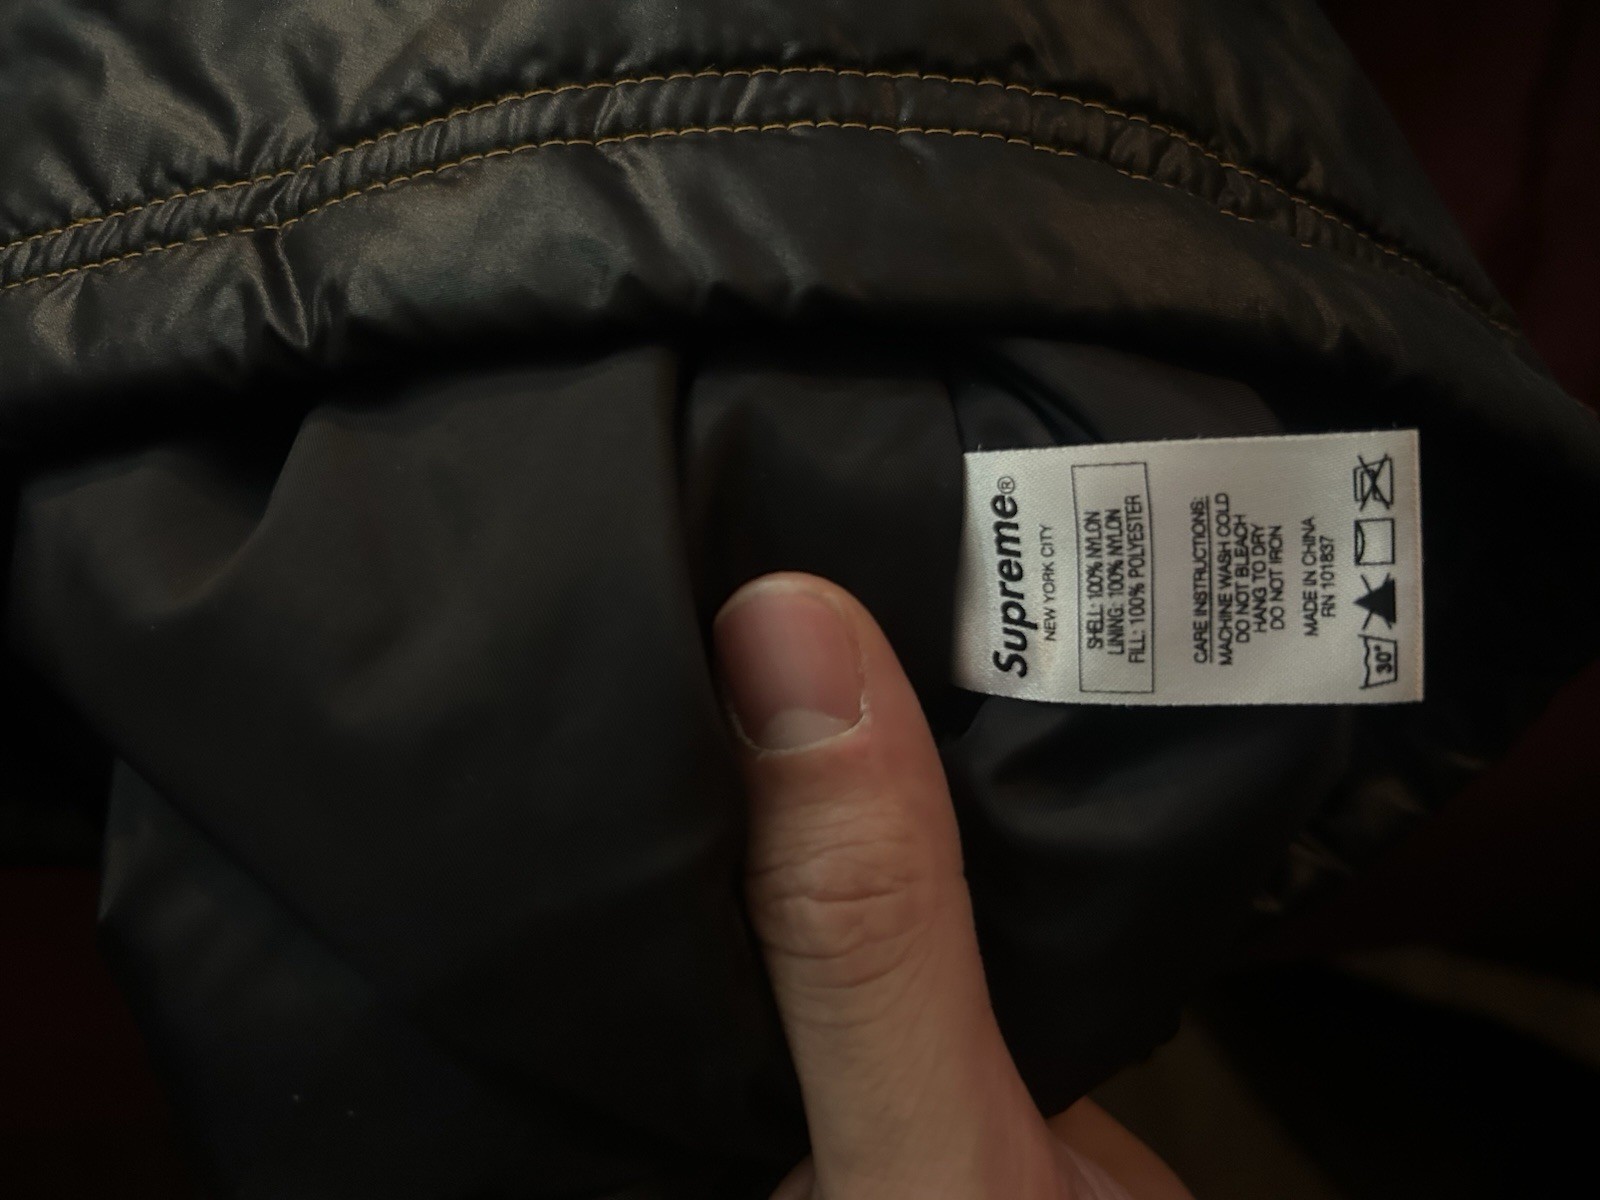 Supreme®
NEW YORK CITY
SHELL: 100% NYLON
LINING: 100% NYLON
FILL: 100% POLYESTER
CARE INSTRUCTIONS:
MACHINE WASH COLD
DO NOT BLEACH
HANG TO DRY
DO NOT IRON
MADE IN CHINA
RN 101837
30°